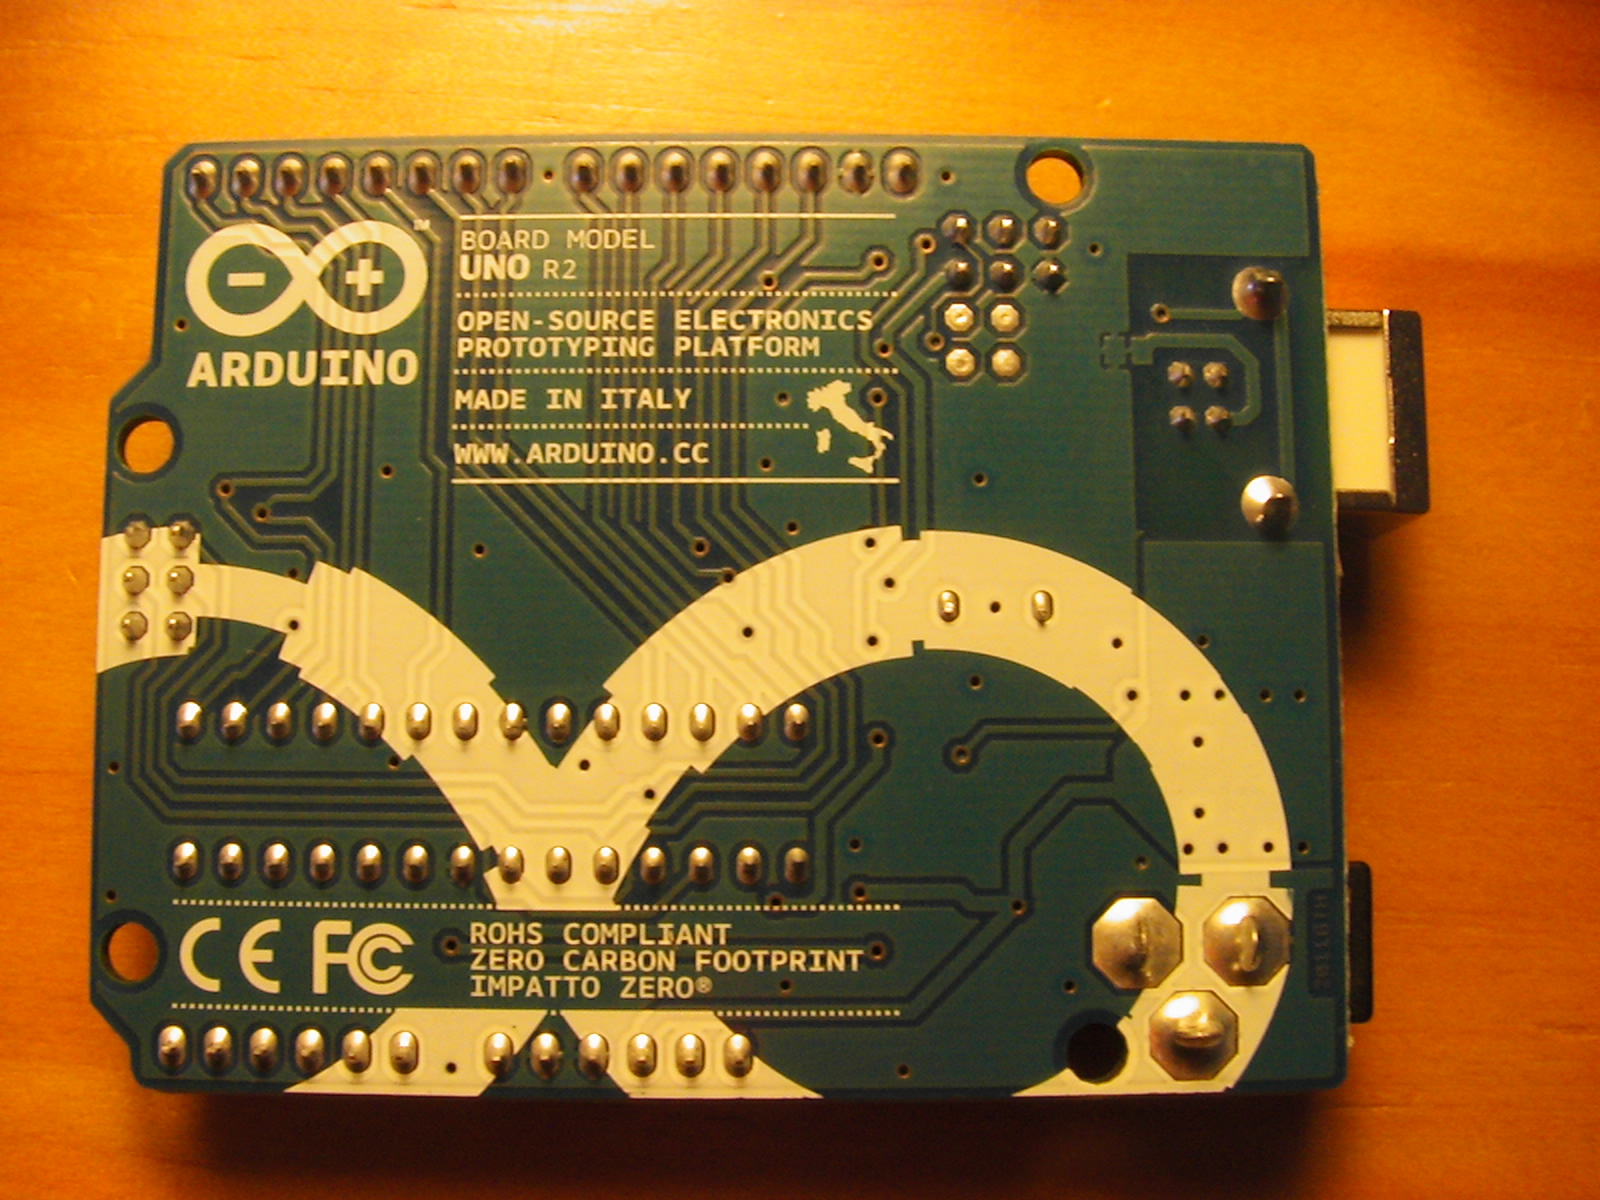 BOARD MODEL
UNO R2
OPEN-SOURCE ELECTRONICS
PROTOTYPING PLATFORM
MADE IN ITALY
WWW.ARDUINO.CC
- +
TM
ARDUINO
CE FC
ROHS COMPLIANT
ZERO CARBON FOOTPRINT
IMPATTO ZERO®